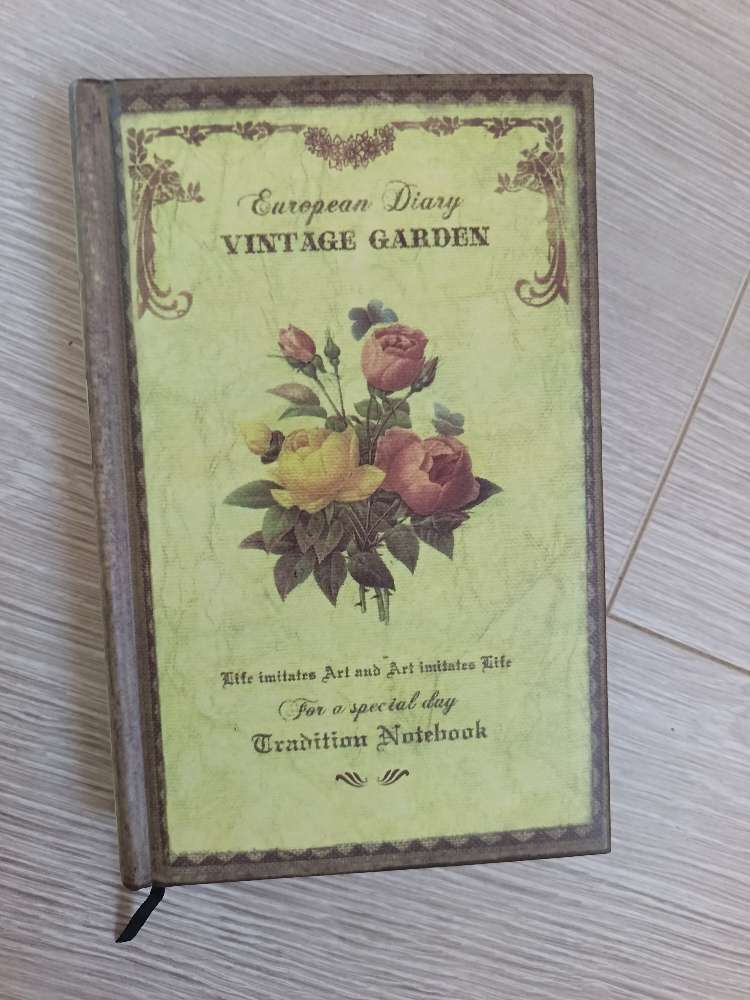 European Diary
VINTAGE GARDEN
Life imitates Art and Art imitates Life
For a special day
Tradition Notebook